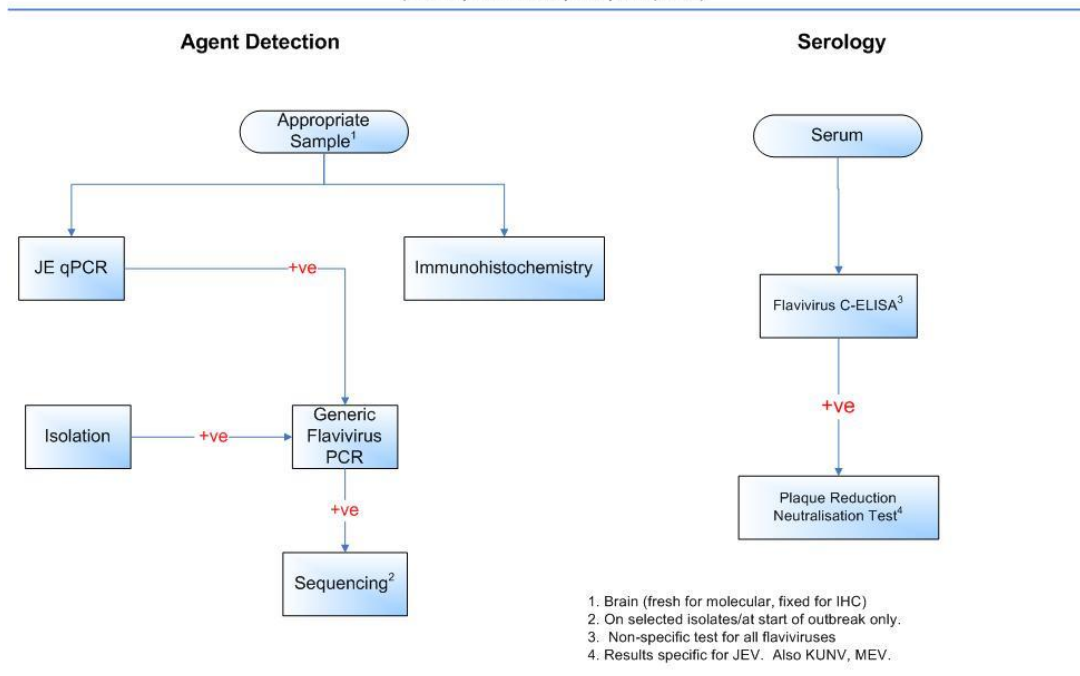 Agent Detection
Serology
Appropriate
Sample¹
Serum
JE qPCR
+ve
Immunohistochemistry
Flavivirus C-ELISA³
+ve
Isolation
+ve
Generic
Flavivirus
PCR
+ve
Plaque Reduction
Neutralisation Test⁴
Sequencing²
1. Brain (fresh for molecular, fixed for IHC)
2. On selected isolates/at start of outbreak only.
3. Non-specific test for all flaviviruses
4. Results specific for JEV. Also KUNV, MEV.